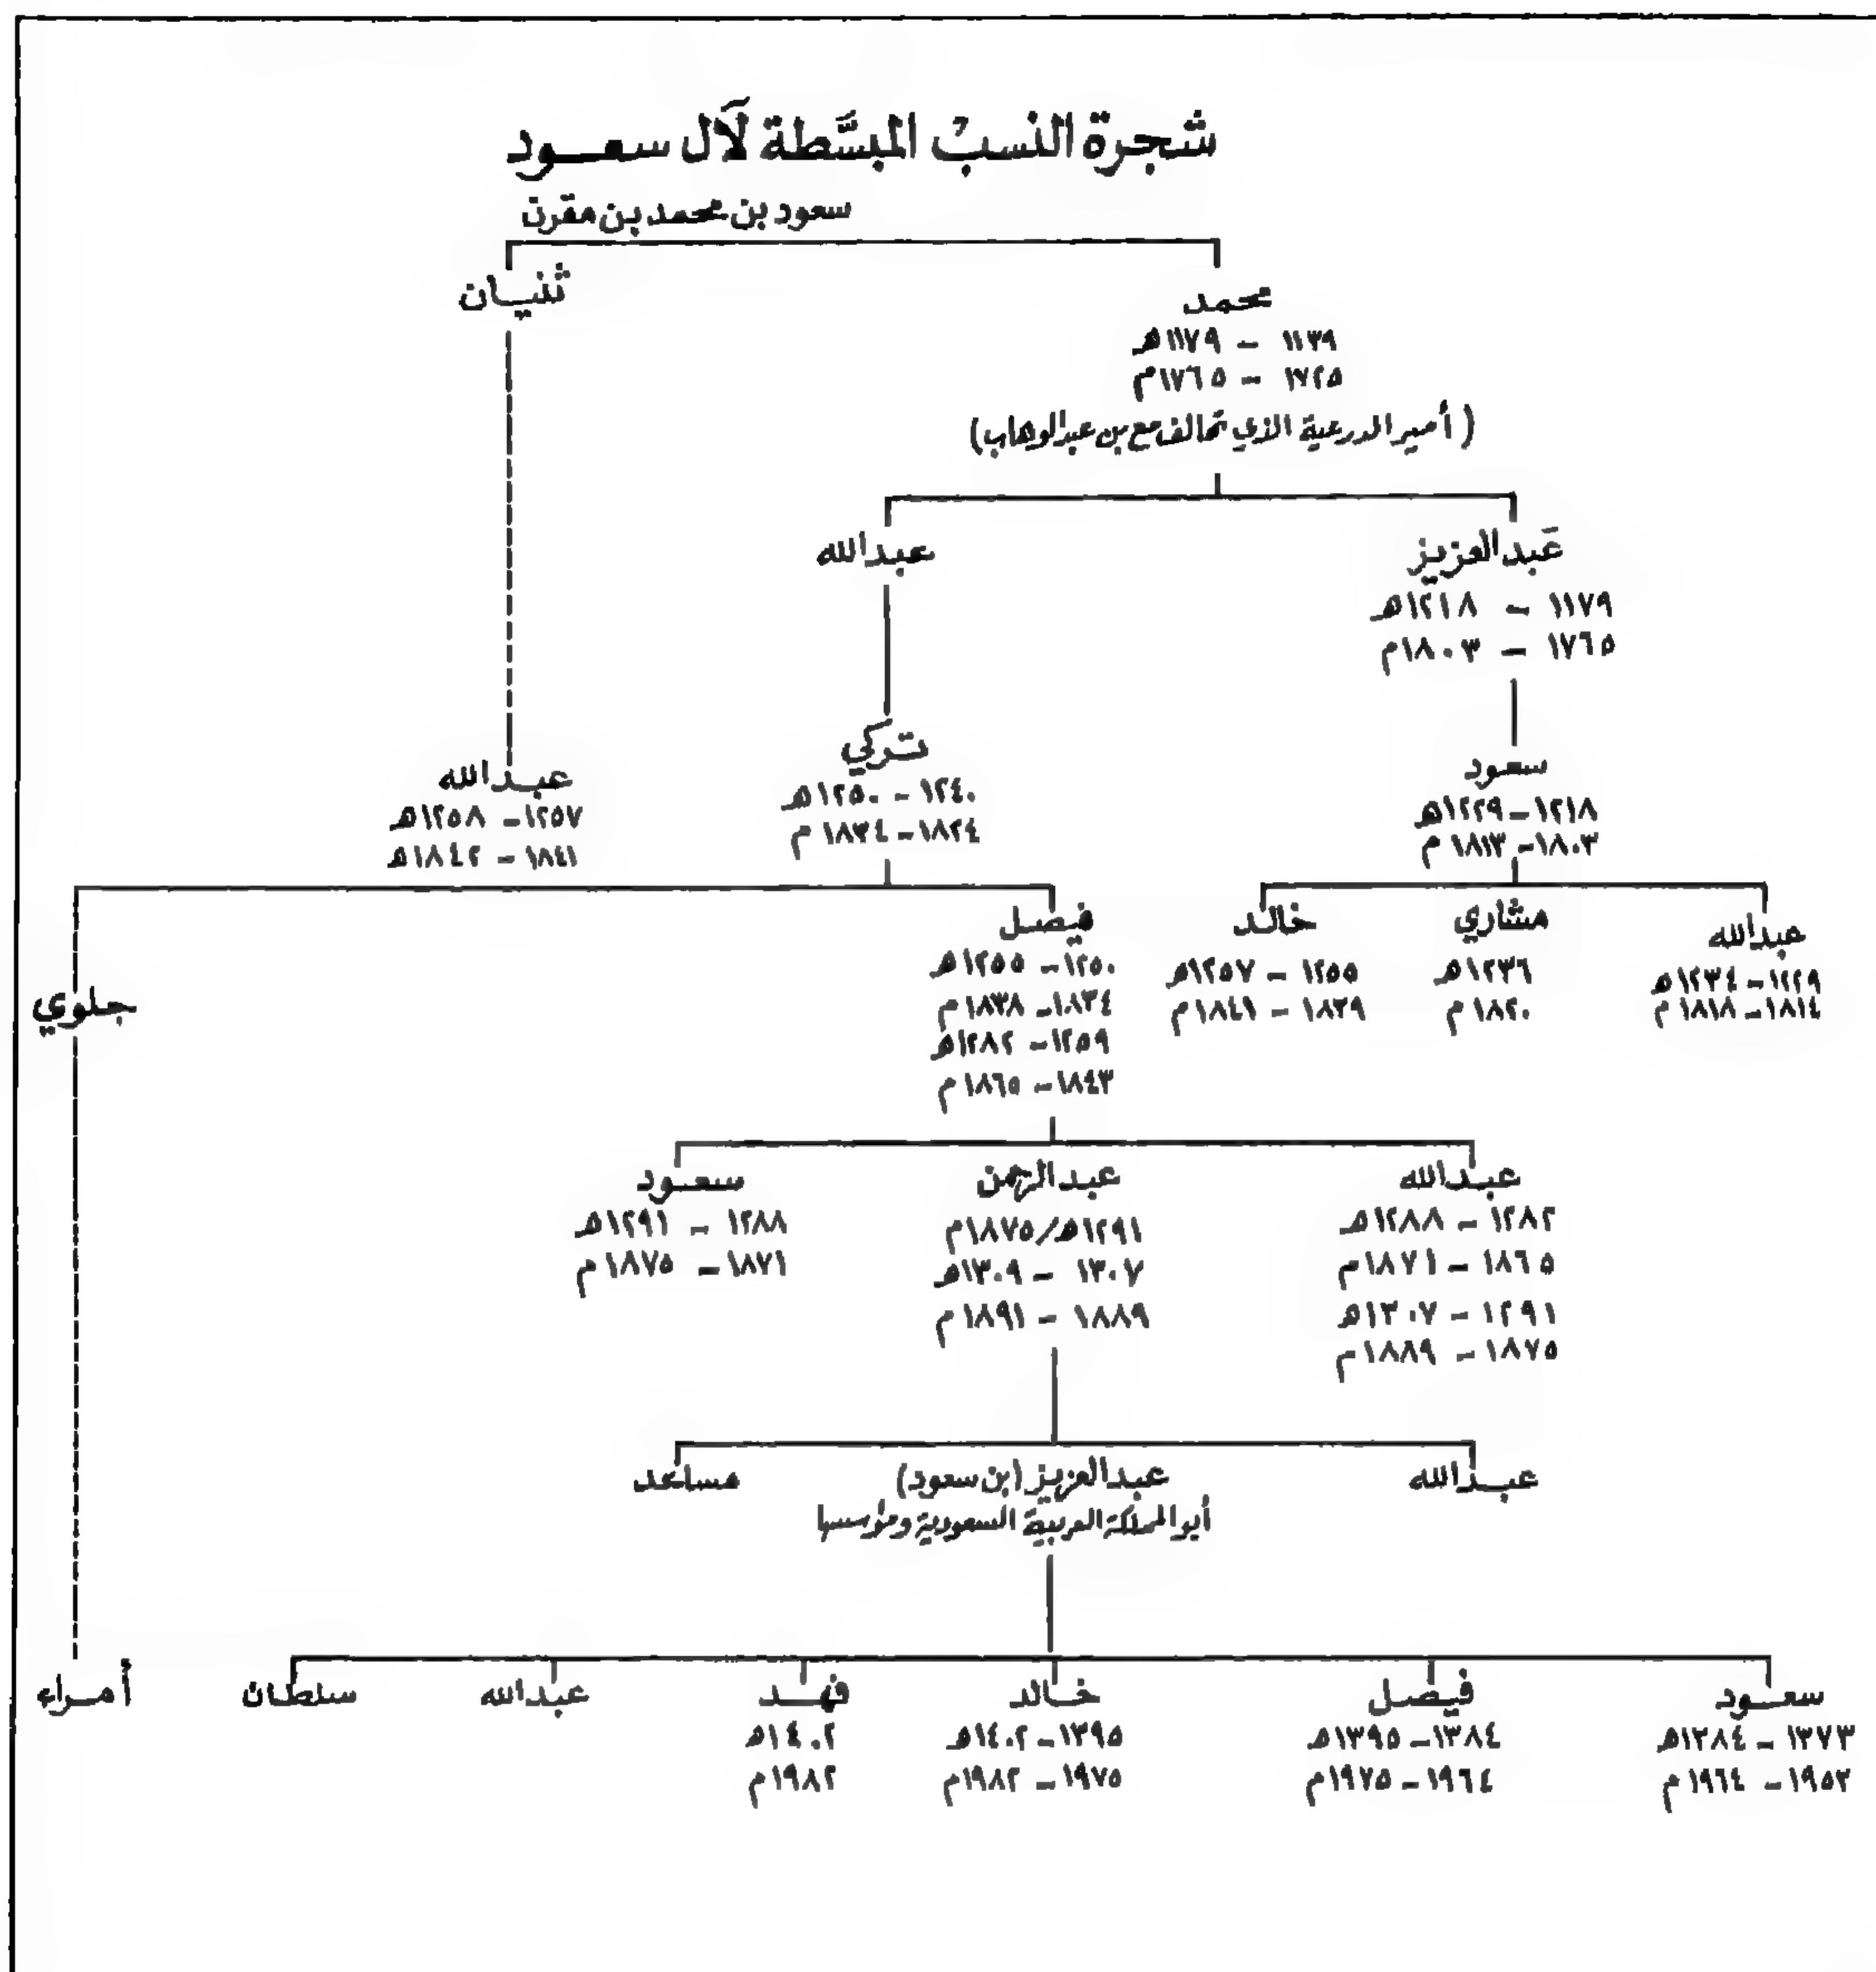 شجرة النسب المبسَّطة لآل سعود
سعود بن محمد بن مقرن
محمد
١١٣٩ - ١١٧٩هـ
١٧٢٥ - ١٧٦٥م
(أمير الدرعية الذي تحالف مع بن عبدالوهاب)
ثنيان
عبدالعزيز
١١٧٩ - ١٢١٨هـ
١٧٦٥ - ١٨٠٣م
عبدالله
سعود
١٢١٨-١٢٢٩هـ
١٨٠٣-١٨١٣م
تركي
١٢٤٠-١٢٥٠هـ
١٨٢٤-١٨٣٤م
عبدالله
١٢٥٧-١٢٥٨هـ
١٨٤١-١٨٤٢هـ
عبدالله
١٢٢٩-١٢٣٤هـ
١٨١٤-١٨١٨م
مشاري
١٢٣٦هـ
١٨٢٠م
خالد
١٢٥٥ - ١٢٥٧هـ
١٨٣٩ - ١٨٤١م
فيصل
١٢٥٠-١٢٥٥هـ
١٨٣٤-١٨٣٨م
١٢٥٩-١٢٨٢هـ
١٨٤٣-١٨٦٥م
جلوي
عبدالله
١٢٨٢ - ١٢٨٨هـ
١٨٦٥ - ١٨٧١م
١٢٩١ - ١٣٠٧هـ
١٨٧٥ - ١٨٨٩م
عبدالرحمن
١٢٩١هـ/١٨٧٥م
١٣٠٧ - ١٣٠٩هـ
١٨٨٩ - ١٨٩١م
سعود
١٢٨٨ - ١٢٩١هـ
١٨٧١ - ١٨٧٥م
عبدالله
عبدالعزيز (ابن سعود)
أبو المملكة العربية السعودية ومؤسسها
مساعد
سعود
١٣٧٣ - ١٣٨٤هـ
١٩٥٣ - ١٩٦٤م
فيصل
١٣٨٤-١٣٩٥هـ
١٩٦٤-١٩٧٥م
خالد
١٣٩٥-١٤٠٢هـ
١٩٧٥-١٩٨٢م
فهد
١٤٠٢هـ
١٩٨٢م
عبدالله
سلطان
أمراء